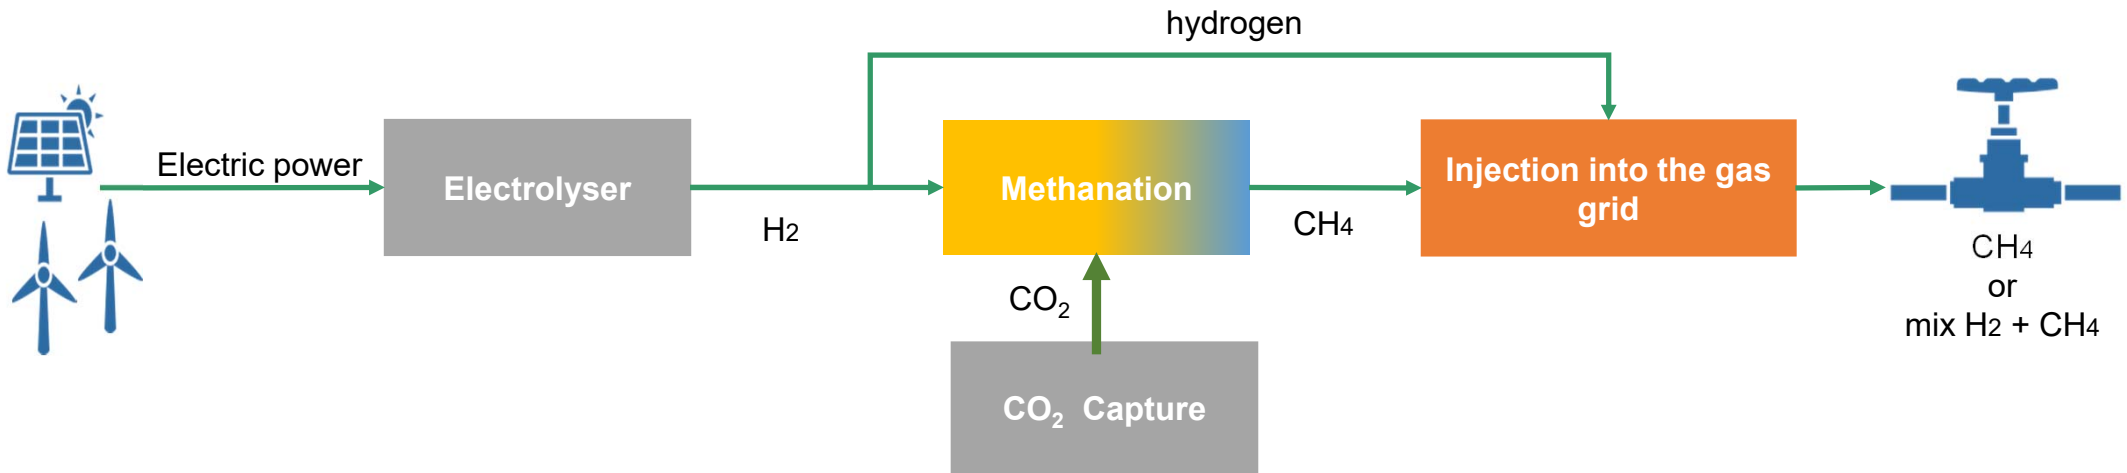 hydrogen
Electric power
Electrolyser
H2
Methanation
CH4
Injection into the gas
grid
CO₂
CO₂ Capture
CH4
or
mix H2 + CH4